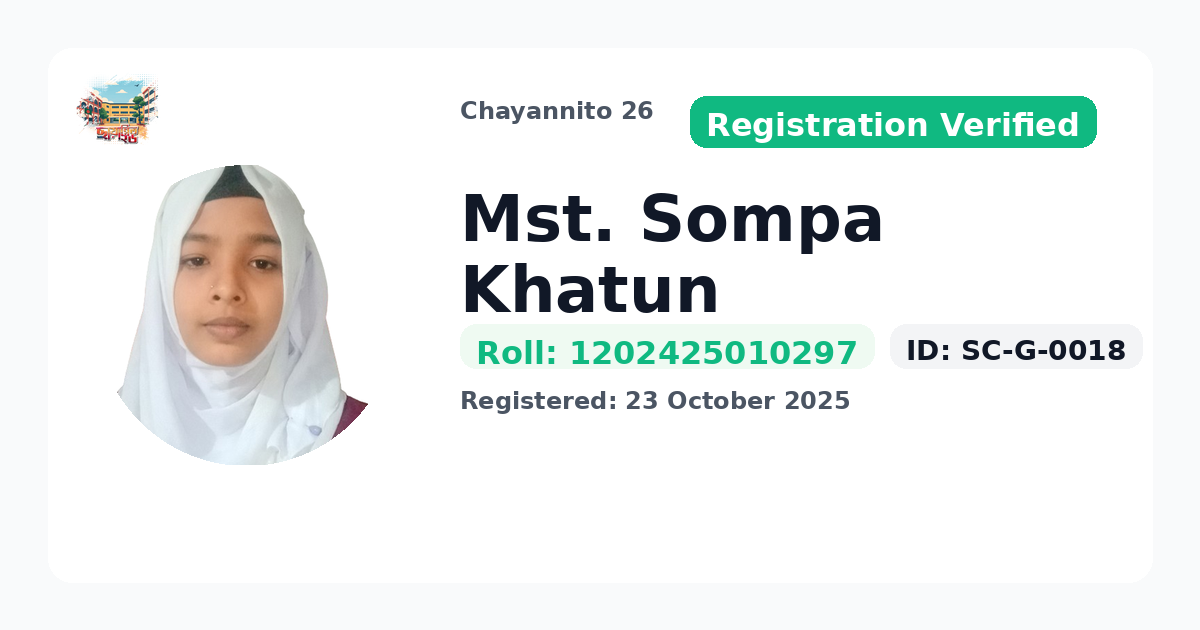 Chayannito 26
Registration Verified
Mst. Sompa
Khatun
Roll: 1202425010297
ID: SC-G-0018
Registered: 23 October 2025